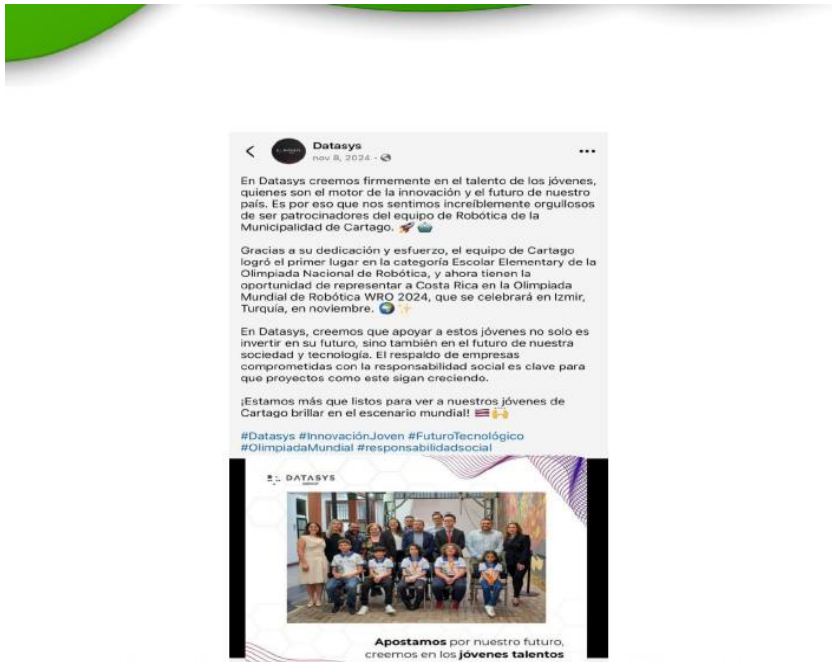 Datasys
nov 8, 2024 ·
En Datasys creemos firmemente en el talento de los jóvenes,
quienes son el motor de la innovación y el futuro de nuestro
país. Es por eso que nos sentimos increíblemente orgullosos
de ser patrocinadores del equipo de Robótica de la
Municipalidad de Cartago. 🚀🤖
Gracias a su dedicación y esfuerzo, el equipo de Cartago
logró el primer lugar en la categoría Escolar Elementary de la
Olimpiada Nacional de Robótica, y ahora tienen la
oportunidad de representar a Costa Rica en la Olimpiada
Mundial de Robótica WRO 2024, que se celebrará en Izmir,
Turquía, en noviembre. 🌍✨
En Datasys, creemos que apoyar a estos jóvenes no solo es
invertir en su futuro, sino también en el futuro de nuestra
sociedad y tecnología. El respaldo de empresas
comprometidas con la responsabilidad social es clave para
que proyectos como este sigan creciendo.
¡Estamos más que listos para ver a nuestros jóvenes de
Cartago brillar en el escenario mundial! 🇨🇷🙌
#Datasys #InnovaciónJoven #FuturoTecnológico
#OlimpiadaMundial #responsabilidadsocial
DATASYS
GROUP
Apostamos por nuestro futuro,
creemos en los jóvenes talentos